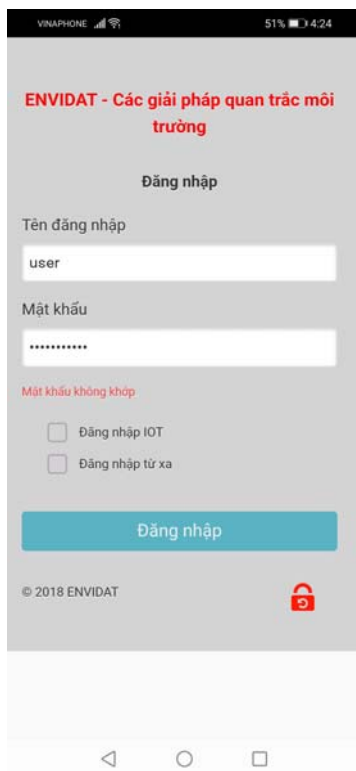 VINAPHONE 51% 4:24
ENVIDAT - Các giải pháp quan trắc môi
trường
Đăng nhập
Tên đăng nhập
user
Mật khẩu
•••••••••••
Mật khẩu không khớp
Đăng nhập IOT
Đăng nhập từ xa
Đăng nhập
© 2018 ENVIDAT